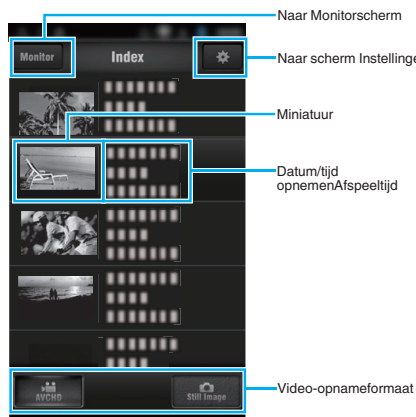 Naar Monitorscherm
Monitor
Index
Naar scherm Instellinge
Miniatuur
Datum/tijd
opnemenAfspeeltijd
AVCHD
Still Image
Video-opnameformaat